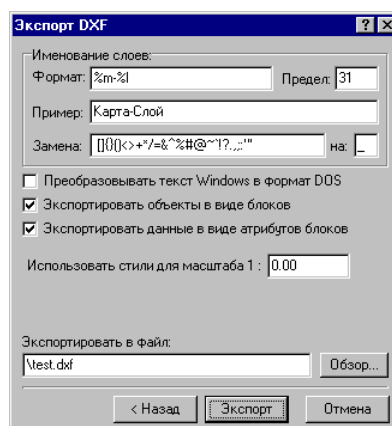 Экспорт DXF
Именование слоев:
Формат: %m-%l Предел: 31
Пример: Карта-Слой
Замена: []{}()<>+*/=&^%#@~`!?.,;:'" на: _
Преобразовывать текст Windows в формат DOS
Экспортировать объекты в виде блоков
Экспортировать данные в виде атрибутов блоков
Использовать стили для масштаба 1 : 0.00
Экспортировать в файл:
\test.dxf Обзор...
< Назад Экспорт Отмена